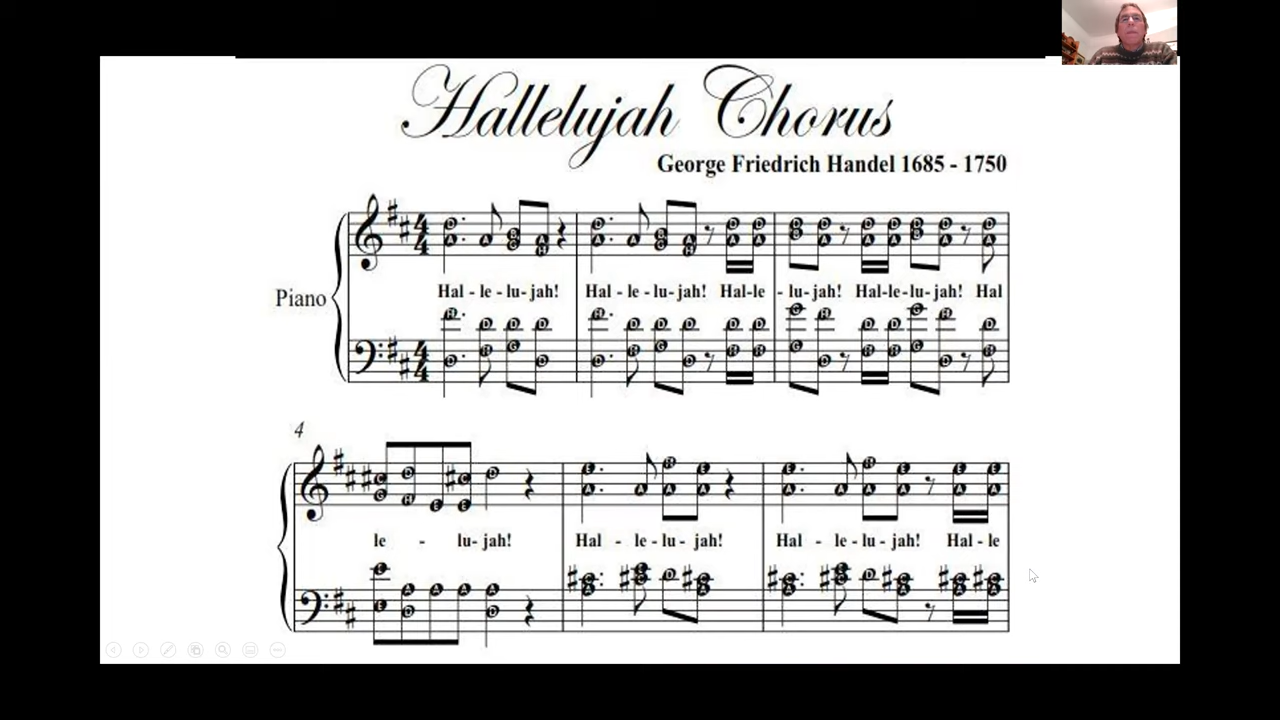 Hallelujah Chorus
George Friedrich Handel 1685 - 1750
Piano
Hal - le - lu- jah! Hal - le - lu- jah! Hal-le - lu- jah! Hal-le-lu- jah! Hal
4
le - lu- jah! Hal - le - lu- jah! Hal - le - lu - jah! Hal - le